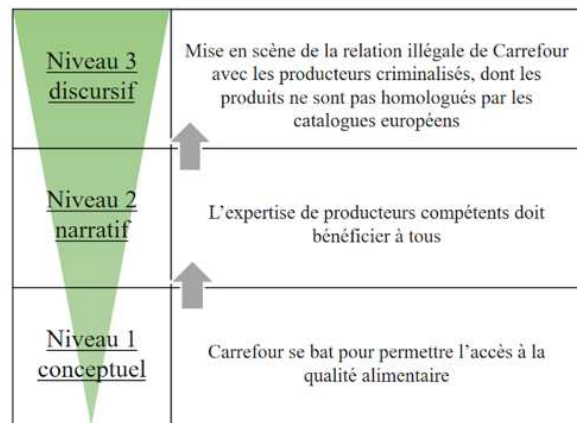 Niveau 3
discursif
Mise en scène de la relation illégale de Carrefour
avec les producteurs criminalisés, dont les
produits ne sont pas homologués par les
catalogues européens
Niveau 2
narratif
L’expertise de producteurs compétents doit
bénéficier à tous
Niveau 1
conceptuel
Carrefour se bat pour permettre l’accès à la
qualité alimentaire